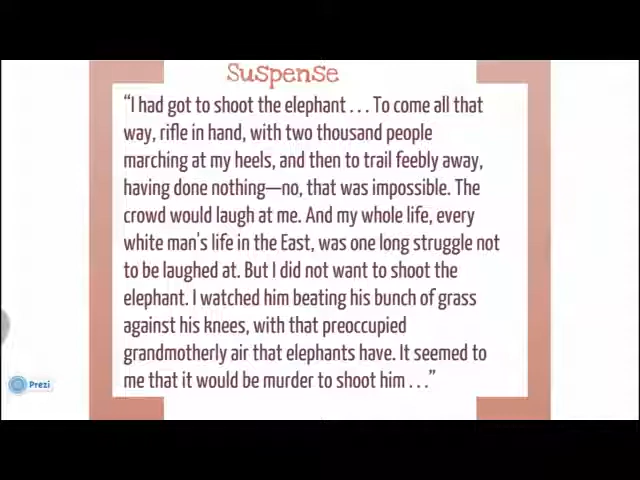 Suspense
“I had got to shoot the elephant . . . To come all that
way, rifle in hand, with two thousand people
marching at my heels, and then to trail feebly away,
having done nothing—no, that was impossible. The
crowd would laugh at me. And my whole life, every
white man's life in the East, was one long struggle not
to be laughed at. But I did not want to shoot the
elephant. I watched him beating his bunch of grass
against his knees, with that preoccupied
grandmotherly air that elephants have. It seemed to
me that it would be murder to shoot him . . .”
Prezi